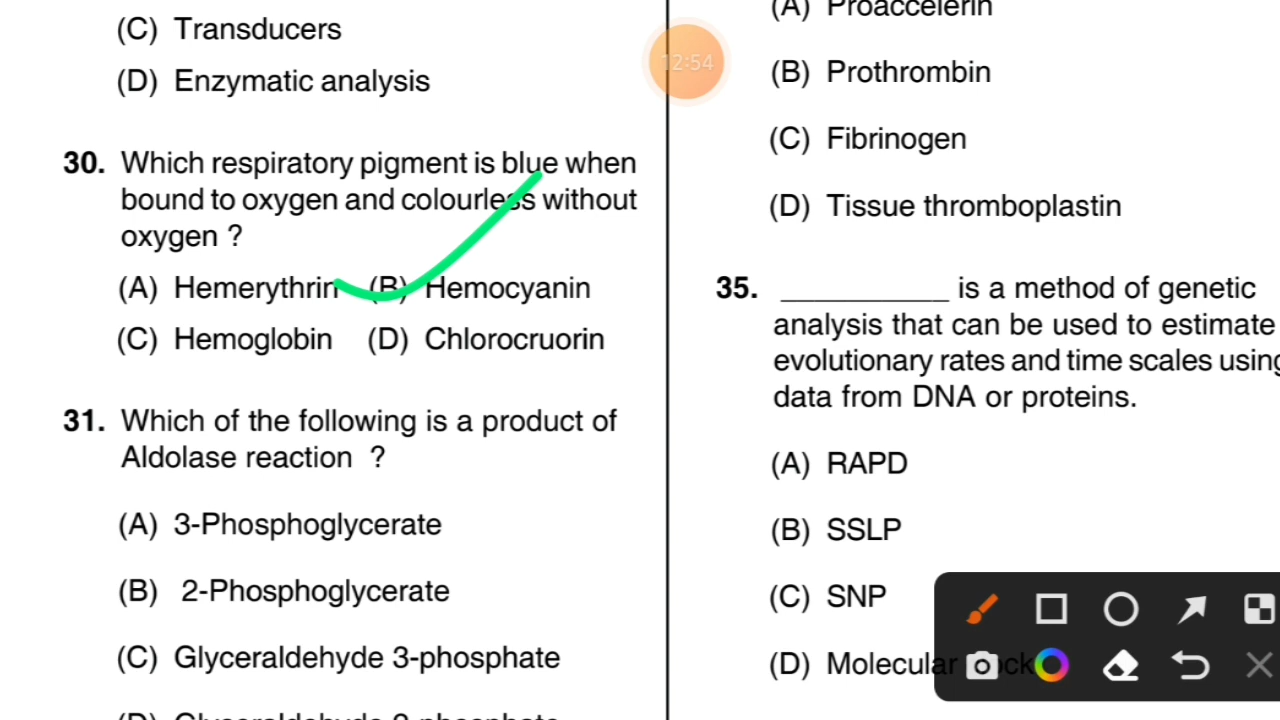 (C) Transducers
(D) Enzymatic analysis
30. Which respiratory pigment is blue when
bound to oxygen and colourless without
oxygen ?
(A) Hemerythrin (B) Hemocyanin
(C) Hemoglobin (D) Chlorocruorin
31. Which of the following is a product of
Aldolase reaction ?
(A) 3-Phosphoglycerate
(B) 2-Phosphoglycerate
(C) Glyceraldehyde 3-phosphate
12:54
(A) Proaccelerin
(B) Prothrombin
(C) Fibrinogen
(D) Tissue thromboplastin
35. __________ is a method of genetic
analysis that can be used to estimate
evolutionary rates and time scales using
data from DNA or proteins.
(A) RAPD
(B) SSLP
(C) SNP
(D) Molecular